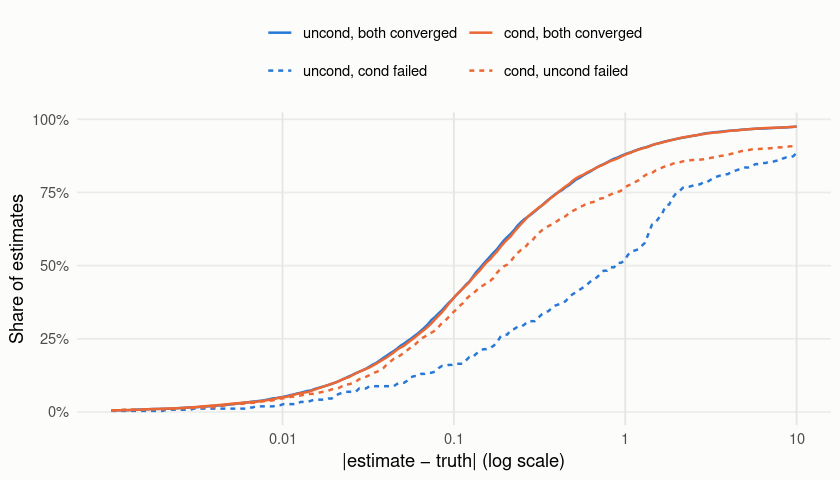 uncond, both converged
cond, both converged
uncond, cond failed
cond, uncond failed
100%
75%
50%
25%
0%
Share of estimates
0.01
0.1
1
10
|estimate − truth| (log scale)